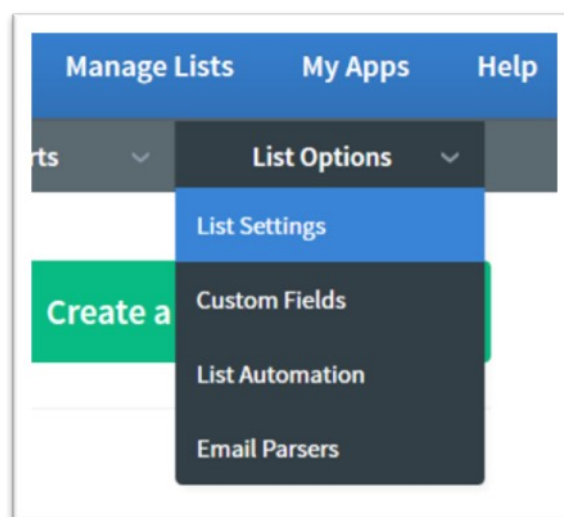 Manage Lists My Apps Help
rts List Options
List Settings
Create a
Custom Fields
List Automation
Email Parsers